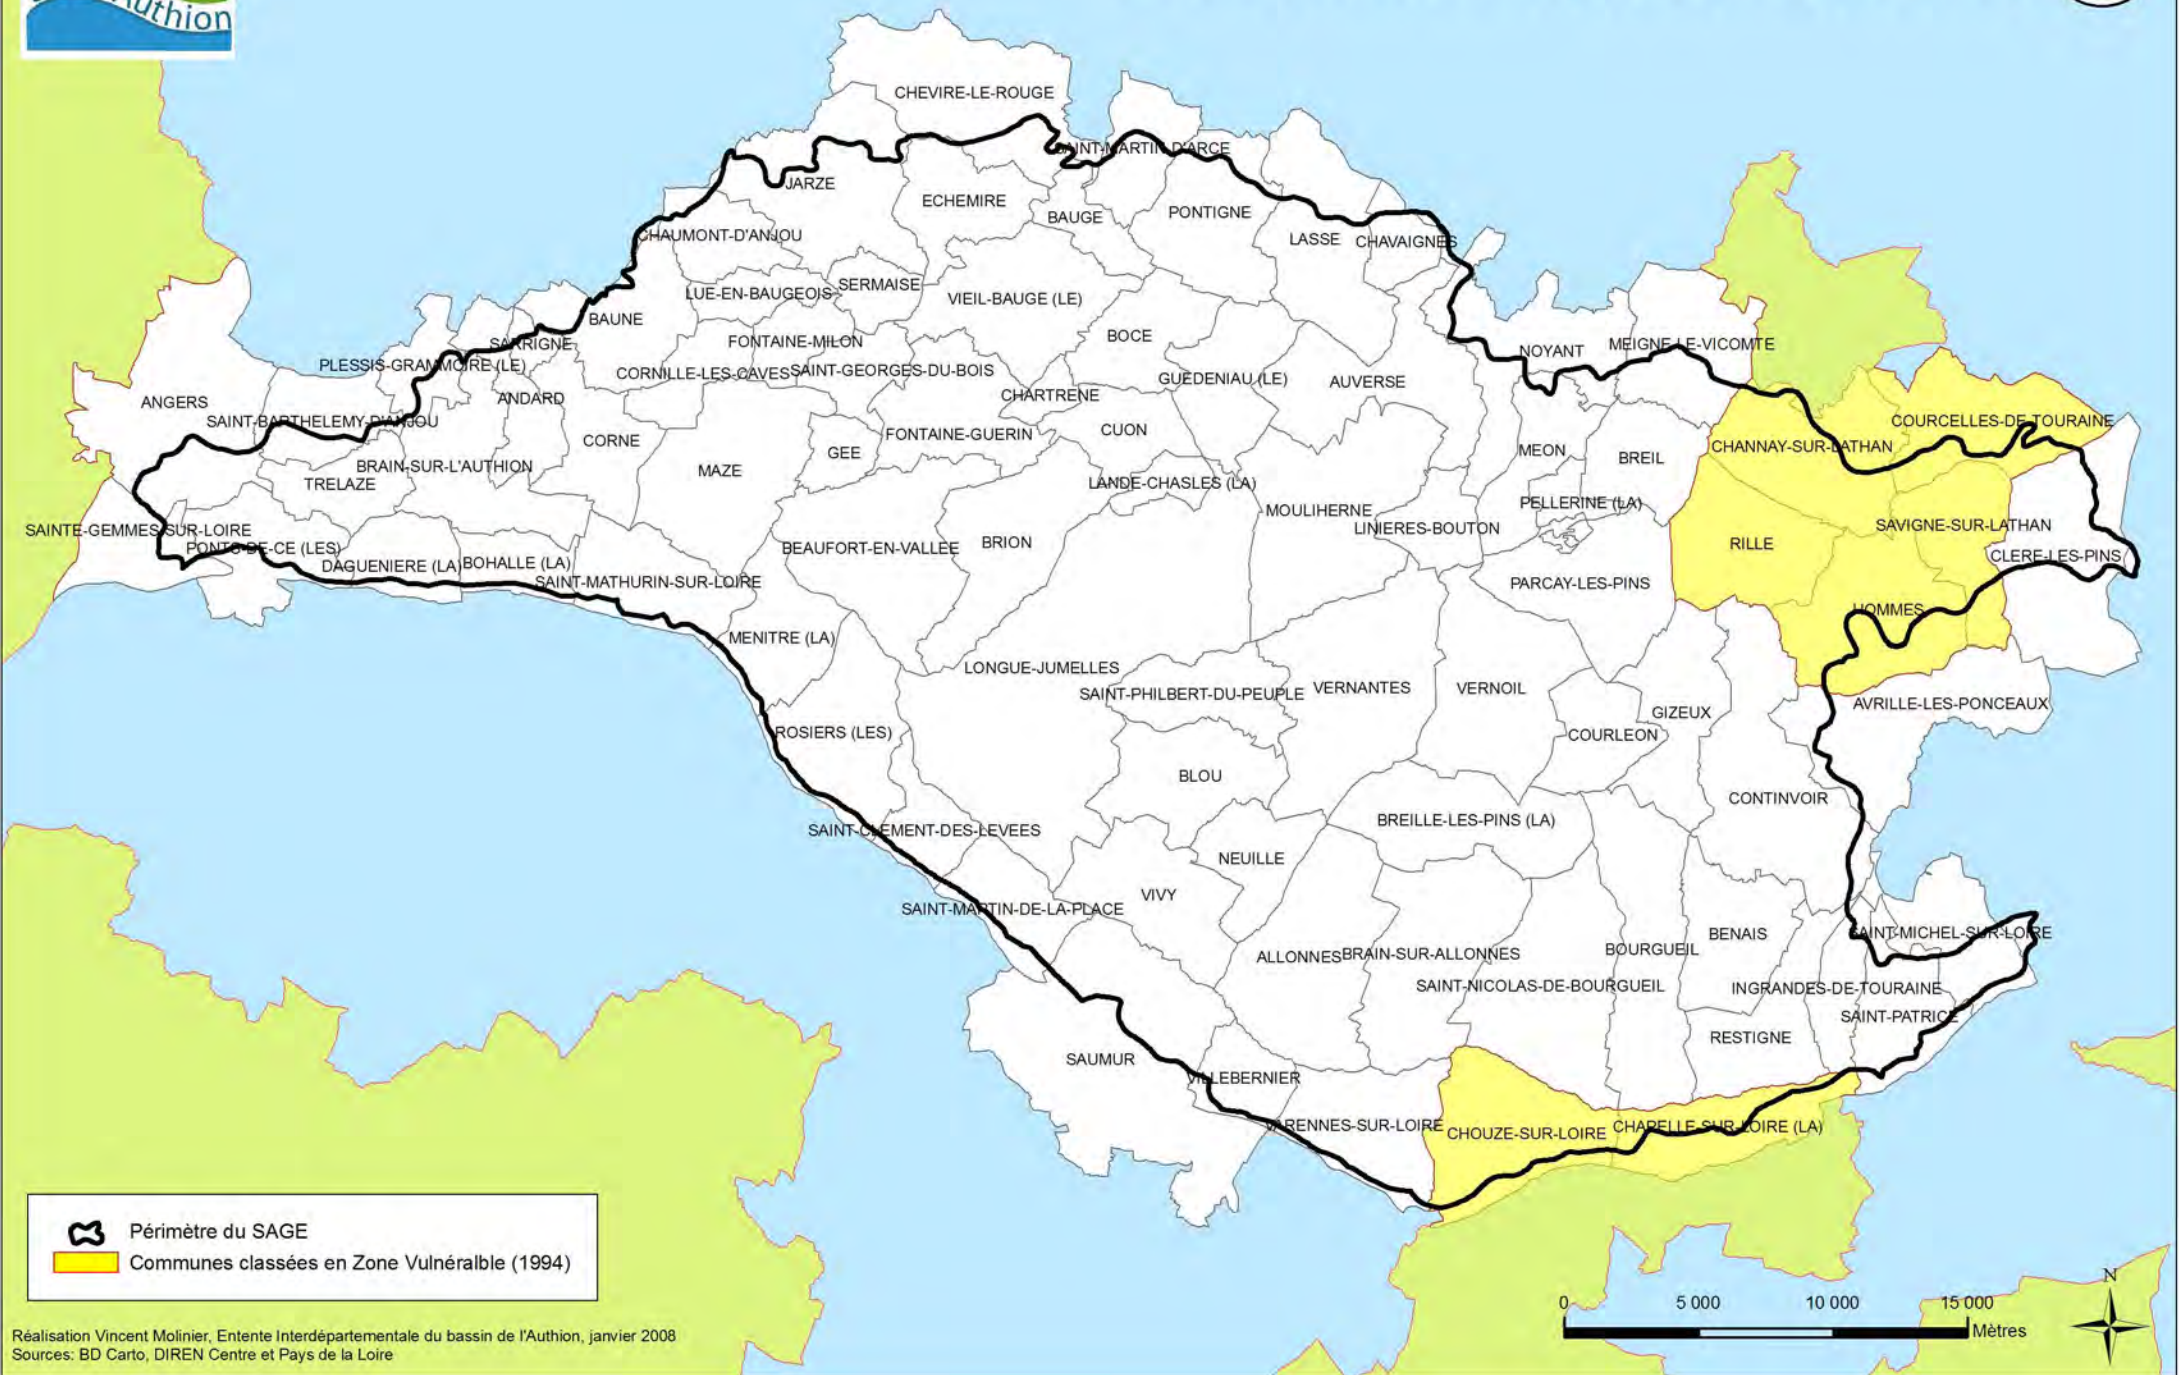 Authion
CHEVIRE-LE-ROUGE
SAINT-MARTIN-D'ARCE
JARZE
ECHEMIRE
BAUGE
PONTIGNE
CHAUMONT-D'ANJOU
LASSE
CHAVAIGNES
LUE-EN-BAUGEOIS
SERMAISE
VIEIL-BAUGE (LE)
BAUNE
BOCE
SARRIGNE
FONTAINE-MILON
NOYANT
MEIGNE-LE-VICOMTE
PLESSIS-GRAMMOIRE (LE)
CORNILLE-LES-CAVES
SAINT-GEORGES-DU-BOIS
GUEDENIAU (LE)
AUVERSE
ANGERS
ANDARD
CHARTRENE
SAINT-BARTHELEMY-D'ANJOU
COURCELLES-DE-TOURAINE
CORNE
FONTAINE-GUERIN
CUON
CHANNAY-SUR-LATHAN
GEE
MEON
BREIL
BRAIN-SUR-L'AUTHION
MAZE
TRELAZE
LANDE-CHASLES (LA)
PELLERINE (LA)
MOULIHERNE
SAINTE-GEMMES-SUR-LOIRE
LINIERES-BOUTON
SAVIGNE-SUR-LATHAN
PONTS-DE-CE (LES)
BEAUFORT-EN-VALLEE
BRION
RILLE
CLERE-LES-PINS
DAGUENIERE (LA)
BOHALLE (LA)
SAINT-MATHURIN-SUR-LOIRE
PARCAY-LES-PINS
HOMMES
MENITRE (LA)
LONGUE-JUMELLES
SAINT-PHILBERT-DU-PEUPLE
VERNANTES
VERNOIL
AVRILLE-LES-PONCEAUX
GIZEUX
ROSIERS (LES)
COURLEON
BLOU
CONTINVOIR
SAINT-CLEMENT-DES-LEVEES
BREILLE-LES-PINS (LA)
NEUILLE
VIVY
SAINT-MARTIN-DE-LA-PLACE
BENAIS
SAINT-MICHEL-SUR-LOIRE
ALLONNES
BRAIN-SUR-ALLONNES
BOURGUEIL
SAINT-NICOLAS-DE-BOURGUEIL
INGRANDES-DE-TOURAINE
SAINT-PATRICE
RESTIGNE
SAUMUR
VILLEBERNIER
VARENNES-SUR-LOIRE
CHOUZE-SUR-LOIRE
CHAPELLE-SUR-LOIRE (LA)
Périmètre du SAGE
Communes classées en Zone Vulnéralble (1994)
N
0 5 000 10 000 15 000
Mètres
Réalisation Vincent Molinier, Entente Interdépartementale du bassin de l'Authion, janvier 2008
Sources: BD Carto, DIREN Centre et Pays de la Loire